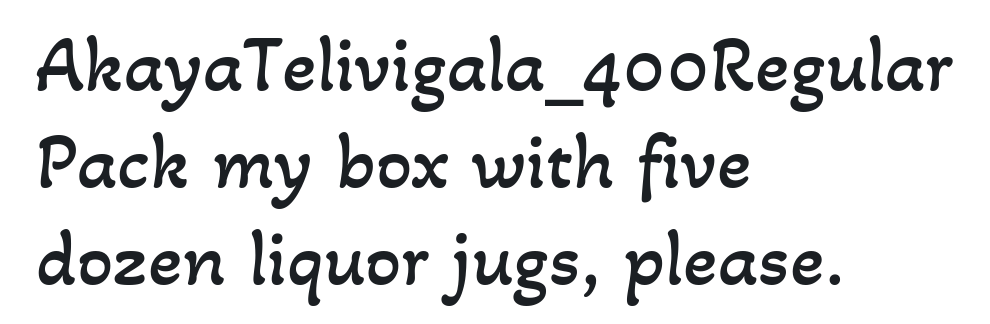 AkayaTelivigala_400Regular
Pack my box with five
dozen liquor jugs, please.